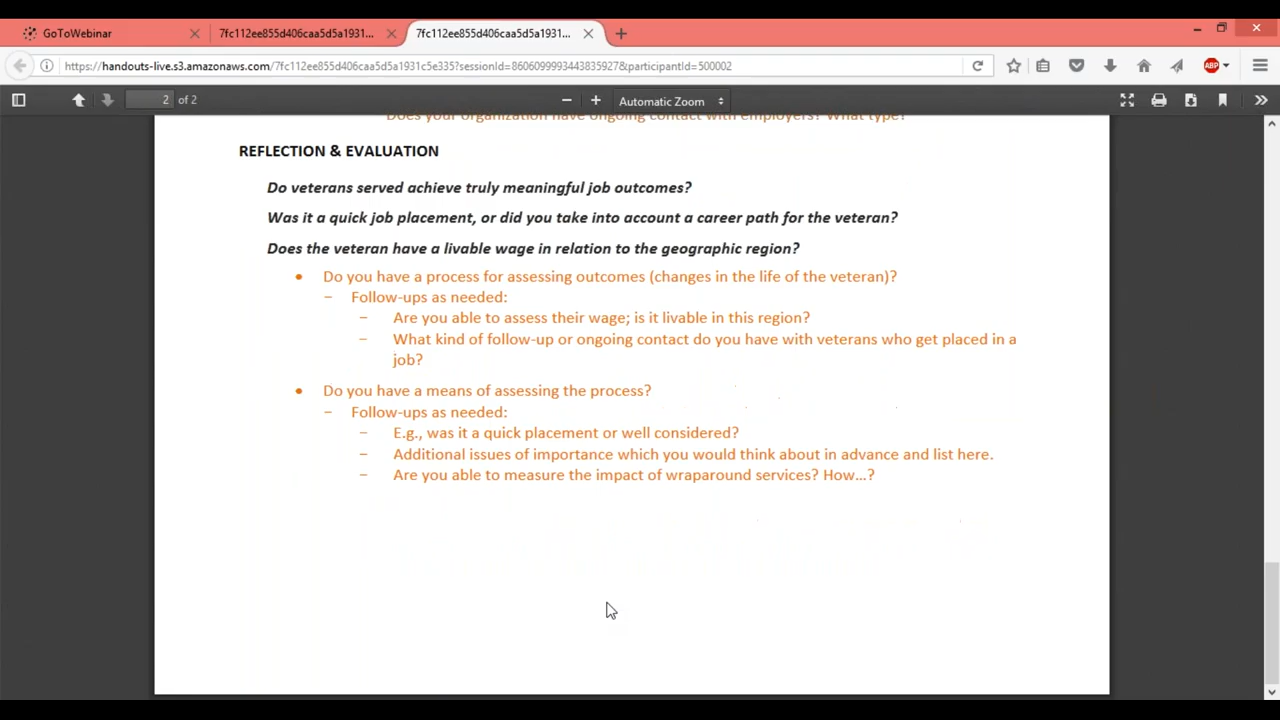 GoToWebinar
7fc112ee855d406caa5d5a1931...
7fc112ee855d406caa5d5a1931...
https://handouts-live.s3.amazonaws.com/7fc112ee855d406caa5d5a1931c5e335?sessionId=8606099993443835927&participantId=500002
ABP
2 of 2
Automatic Zoom
Does your organization have ongoing contact with employers? What type?
REFLECTION & EVALUATION
Do veterans served achieve truly meaningful job outcomes?
Was it a quick job placement, or did you take into account a career path for the veteran?
Does the veteran have a livable wage in relation to the geographic region?
• Do you have a process for assessing outcomes (changes in the life of the veteran)?
– Follow-ups as needed:
– Are you able to assess their wage; is it livable in this region?
– What kind of follow-up or ongoing contact do you have with veterans who get placed in a
job?
• Do you have a means of assessing the process?
– Follow-ups as needed:
– E.g., was it a quick placement or well considered?
– Additional issues of importance which you would think about in advance and list here.
– Are you able to measure the impact of wraparound services? How…?